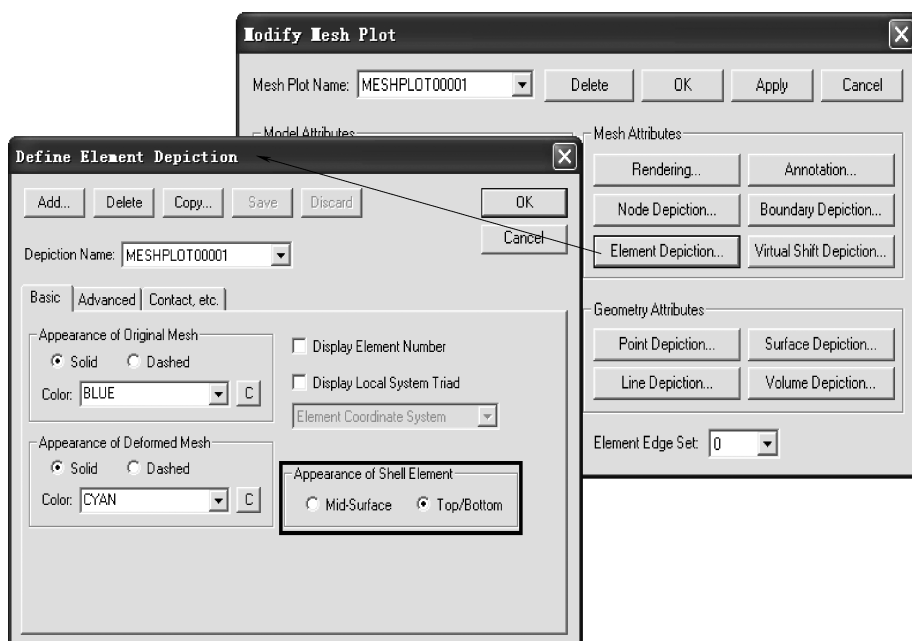 Modify Mesh Plot
Mesh Plot Name: MESHPLOT00001 Delete OK Apply Cancel
Model Attributes
Mesh Attributes
Rendering... Annotation...
Node Depiction... Boundary Depiction...
Element Depiction... Virtual Shift Depiction...
Geometry Attributes
Point Depiction... Surface Depiction...
Line Depiction... Volume Depiction...
Element Edge Set: 0
Define Element Depiction
Add... Delete Copy... Save Discard OK
Cancel
Depiction Name: MESHPLOT00001
Basic Advanced Contact, etc.
Appearance of Original Mesh
Solid Dashed
Color: BLUE C
Display Element Number
Display Local System Triad
Element Coordinate System
Appearance of Deformed Mesh
Solid Dashed
Color: CYAN C
Appearance of Shell Element
Mid-Surface Top/Bottom